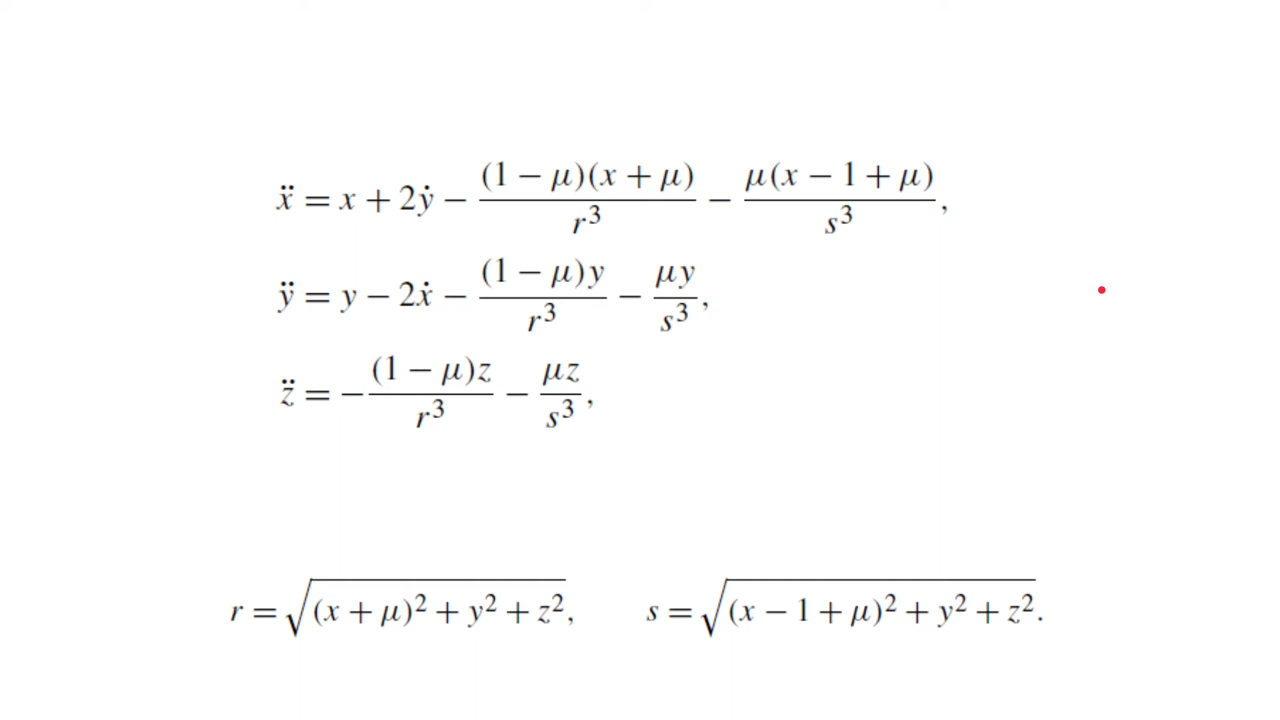 ẍ = x + 2ẏ − (1 − μ)(x + μ)/r³ − μ(x − 1 + μ)/s³,
ÿ = y − 2ẋ − (1 − μ)y/r³ − μy/s³,
z̈ = −(1 − μ)z/r³ − μz/s³,
r = √((x + μ)² + y² + z²), s = √((x − 1 + μ)² + y² + z²).